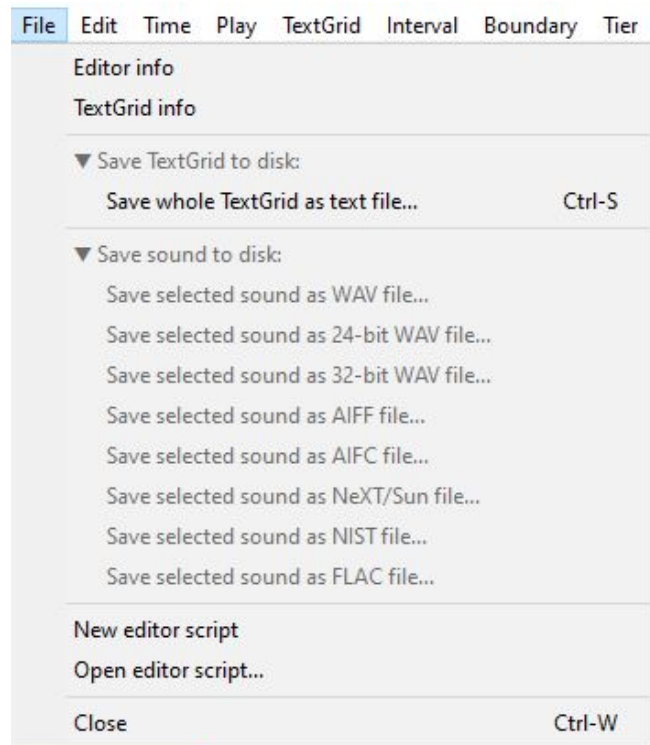 File Edit Time Play TextGrid Interval Boundary Tier
Editor info
TextGrid info
▼ Save TextGrid to disk:
Save whole TextGrid as text file... Ctrl-S
▼ Save sound to disk:
Save selected sound as WAV file...
Save selected sound as 24-bit WAV file...
Save selected sound as 32-bit WAV file...
Save selected sound as AIFF file...
Save selected sound as AIFC file...
Save selected sound as NeXT/Sun file...
Save selected sound as NIST file...
Save selected sound as FLAC file...
New editor script
Open editor script...
Close Ctrl-W